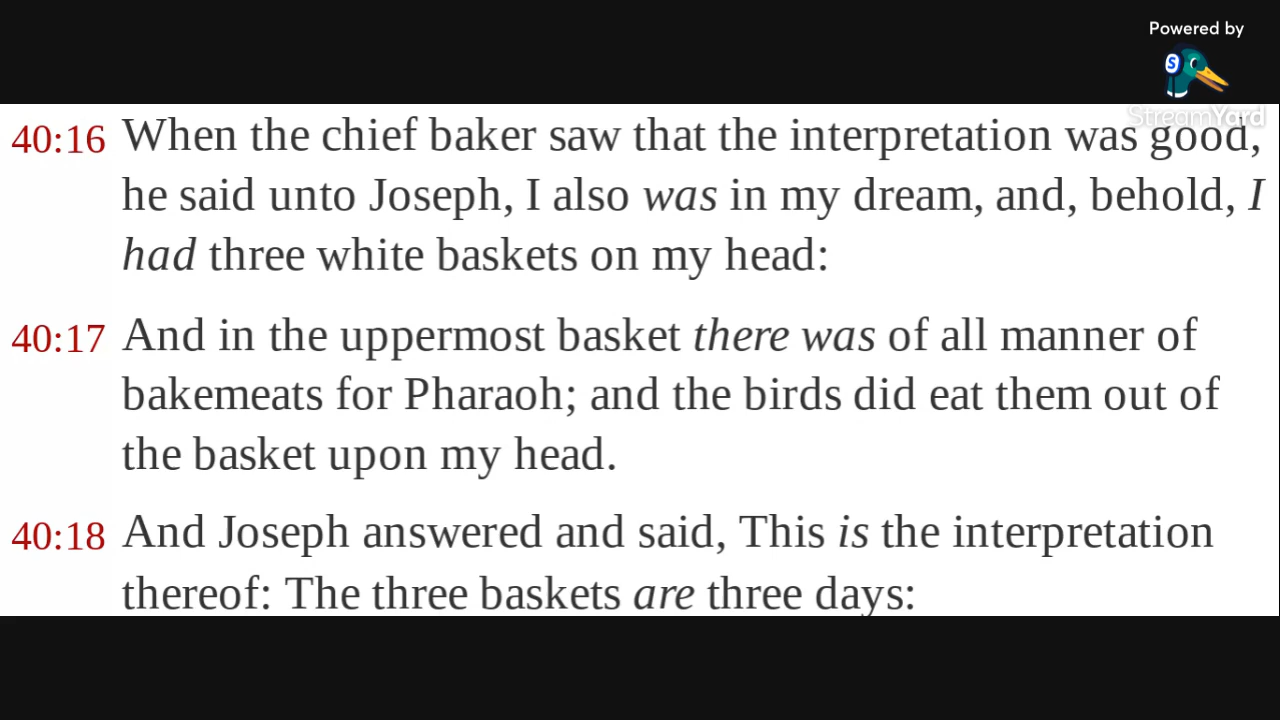 Powered by
S
StreamYard
40:16 When the chief baker saw that the interpretation was good,
he said unto Joseph, I also was in my dream, and, behold, I
had three white baskets on my head:
40:17 And in the uppermost basket there was of all manner of
bakemeats for Pharaoh; and the birds did eat them out of
the basket upon my head.
40:18 And Joseph answered and said, This is the interpretation
thereof: The three baskets are three days: